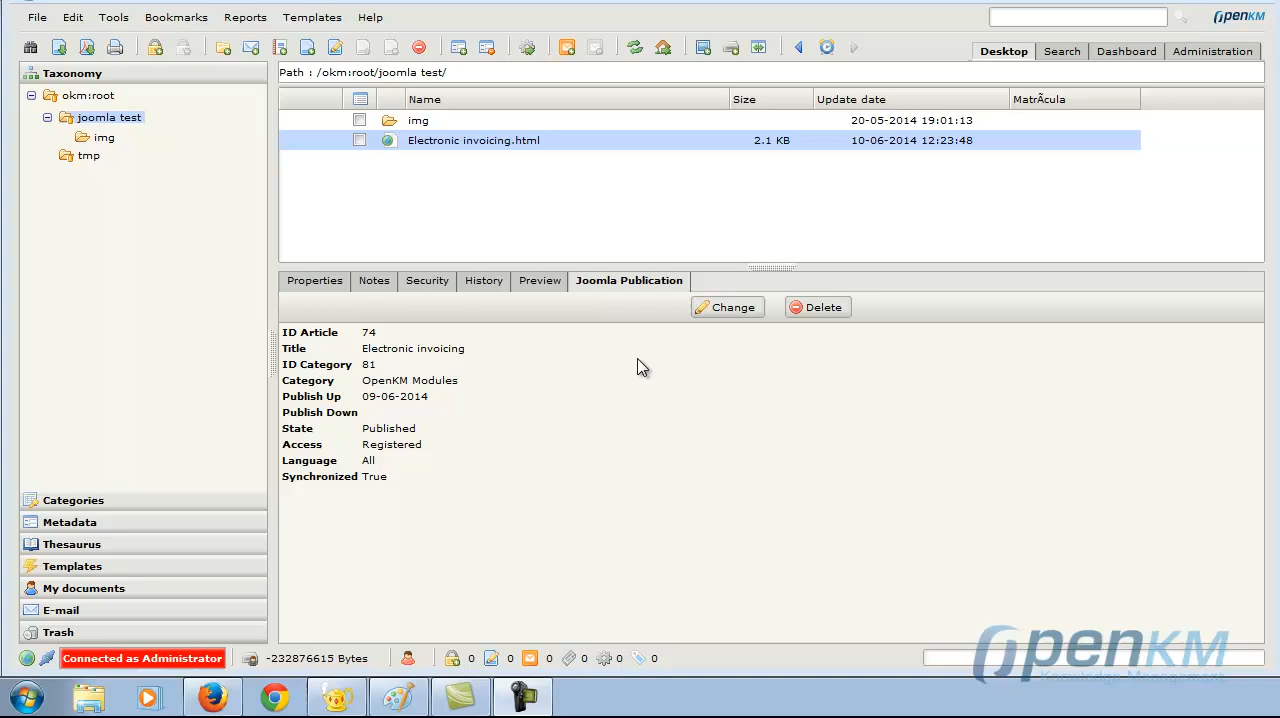 File Edit Tools Bookmarks Reports Templates Help
OpenKM
Desktop Search Dashboard Administration
Taxonomy
okm:root
joomla test
img
tmp
Categories
Metadata
Thesaurus
Templates
My documents
E-mail
Trash
Path : /okm:root/joomla test/
Name Size Update date MatrÃcula
img 20-05-2014 19:01:13
Electronic invoicing.html 2.1 KB 10-06-2014 12:23:48
Properties Notes Security History Preview Joomla Publication
Change Delete
ID Article 74
Title Electronic invoicing
ID Category 81
Category OpenKM Modules
Publish Up 09-06-2014
Publish Down
State Published
Access Registered
Language All
Synchronized True
Connected as Administrator -232876615 Bytes 0 0 0 0 0 0
OpenKM
Knowledge Management